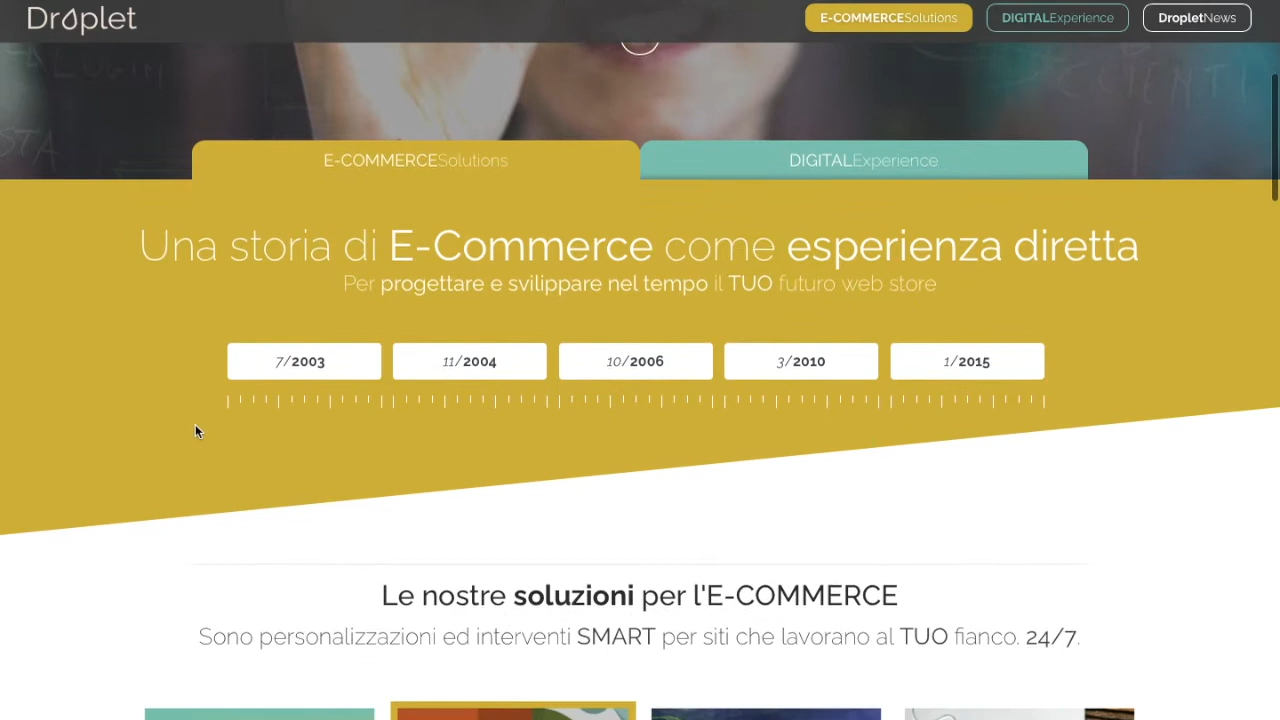 Droplet
E-COMMERCESolutions
DIGITALExperience
DropletNews
CLIENTI
STA
E-COMMERCESolutions
DIGITALExperience
Una storia di E-Commerce come esperienza diretta
Per progettare e svilippare nel tempo il TUO futuro web store
7/2003
11/2004
10/2006
3/2010
1/2015
Le nostre soluzioni per l'E-COMMERCE
Sono personalizzazioni ed interventi SMART per siti che lavorano al TUO fianco. 24/7.